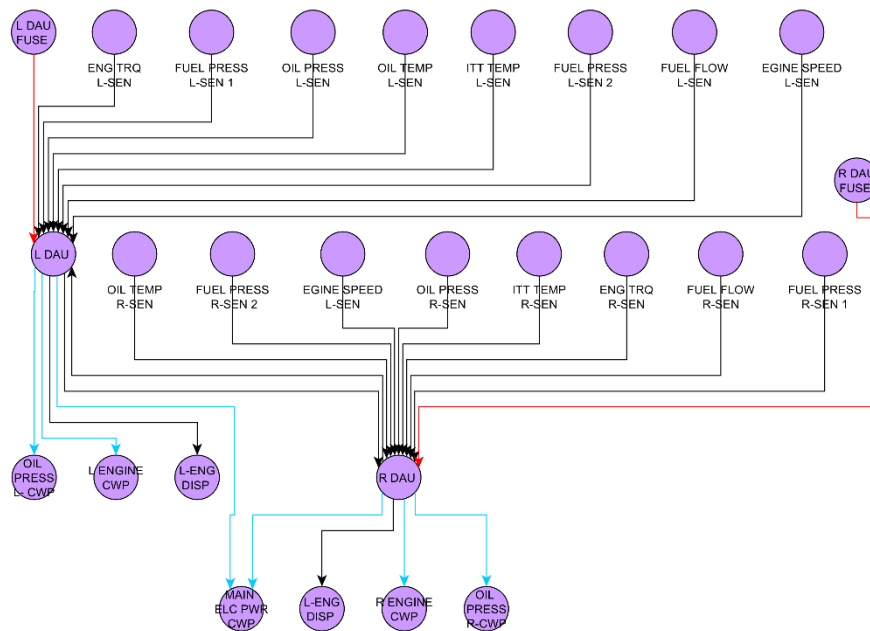 L DAU
FUSE
ENG TRQ
L-SEN
FUEL PRESS
L-SEN 1
OIL PRESS
L-SEN
OIL TEMP
L-SEN
ITT TEMP
L-SEN
FUEL PRESS
L-SEN 2
FUEL FLOW
L-SEN
EGINE SPEED
L-SEN
R DAU
FUSE
L DAU
OIL TEMP
R-SEN
FUEL PRESS
R-SEN 2
EGINE SPEED
L-SEN
OIL PRESS
R-SEN
ITT TEMP
R-SEN
ENG TRQ
R-SEN
FUEL FLOW
R-SEN
FUEL PRESS
R-SEN 1
OIL
PRESS
L- CWP
L ENGINE
CWP
L-ENG
DISP
R DAU
MAIN
ELC PWR
CWP
L-ENG
DISP
R ENGINE
CWP
OIL
PRESS
R-CWP